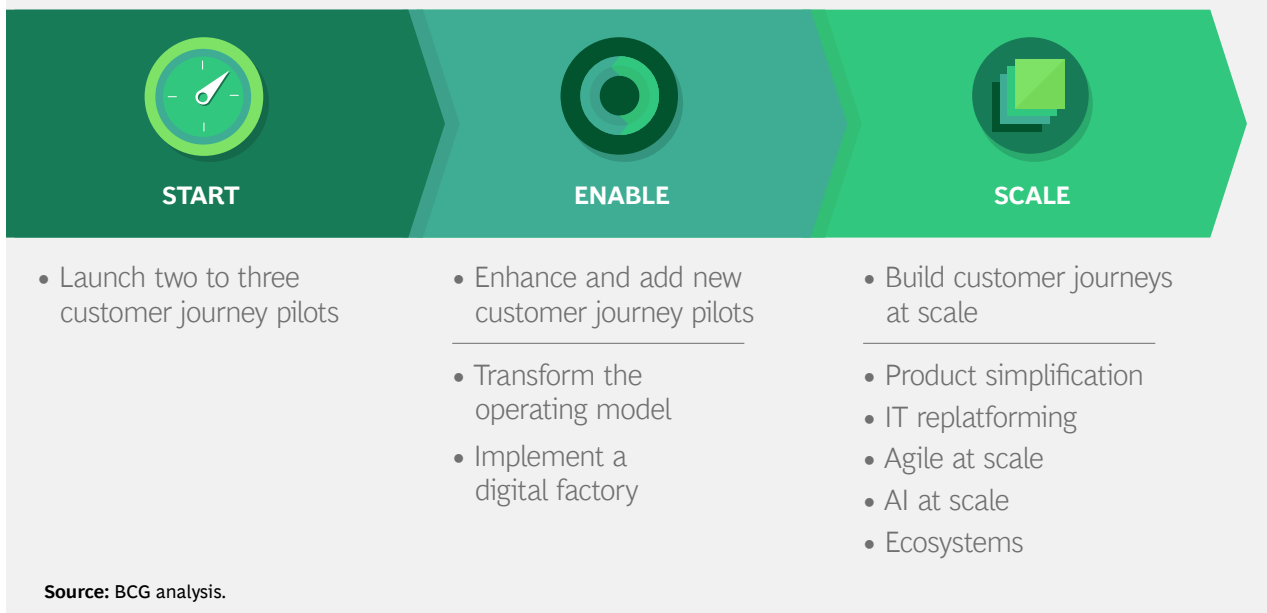 START
• Launch two to three
customer journey pilots
ENABLE
• Enhance and add new
customer journey pilots
• Transform the
operating model
• Implement a
digital factory
SCALE
• Build customer journeys
at scale
• Product simplification
• IT replatforming
• Agile at scale
• AI at scale
• Ecosystems
Source: BCG analysis.